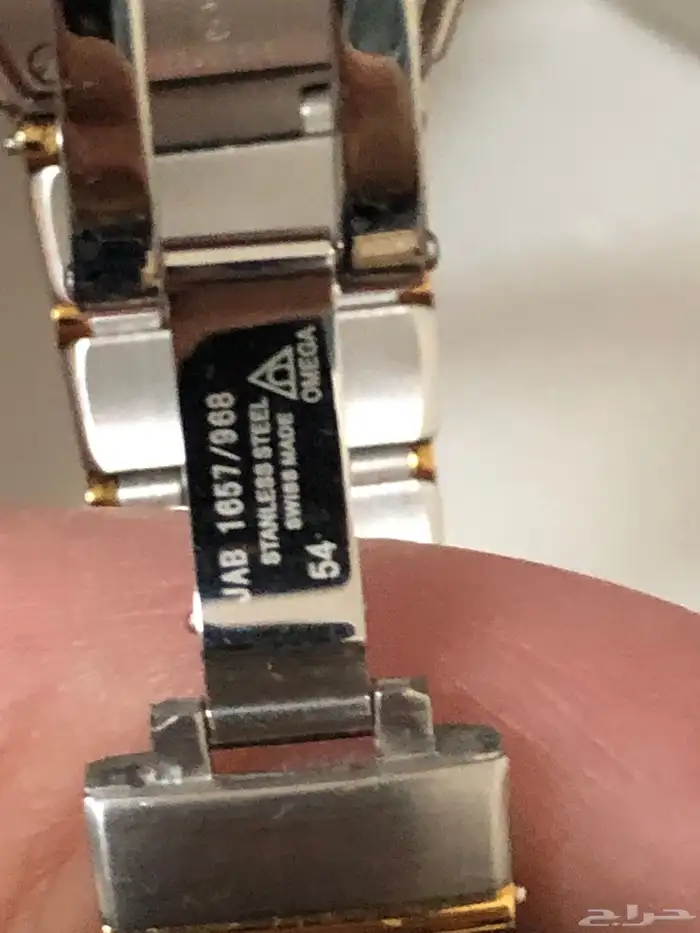 JAB 1657/968
STANLESS STEEL
SWISS MADE
OMEGA
54
حراج